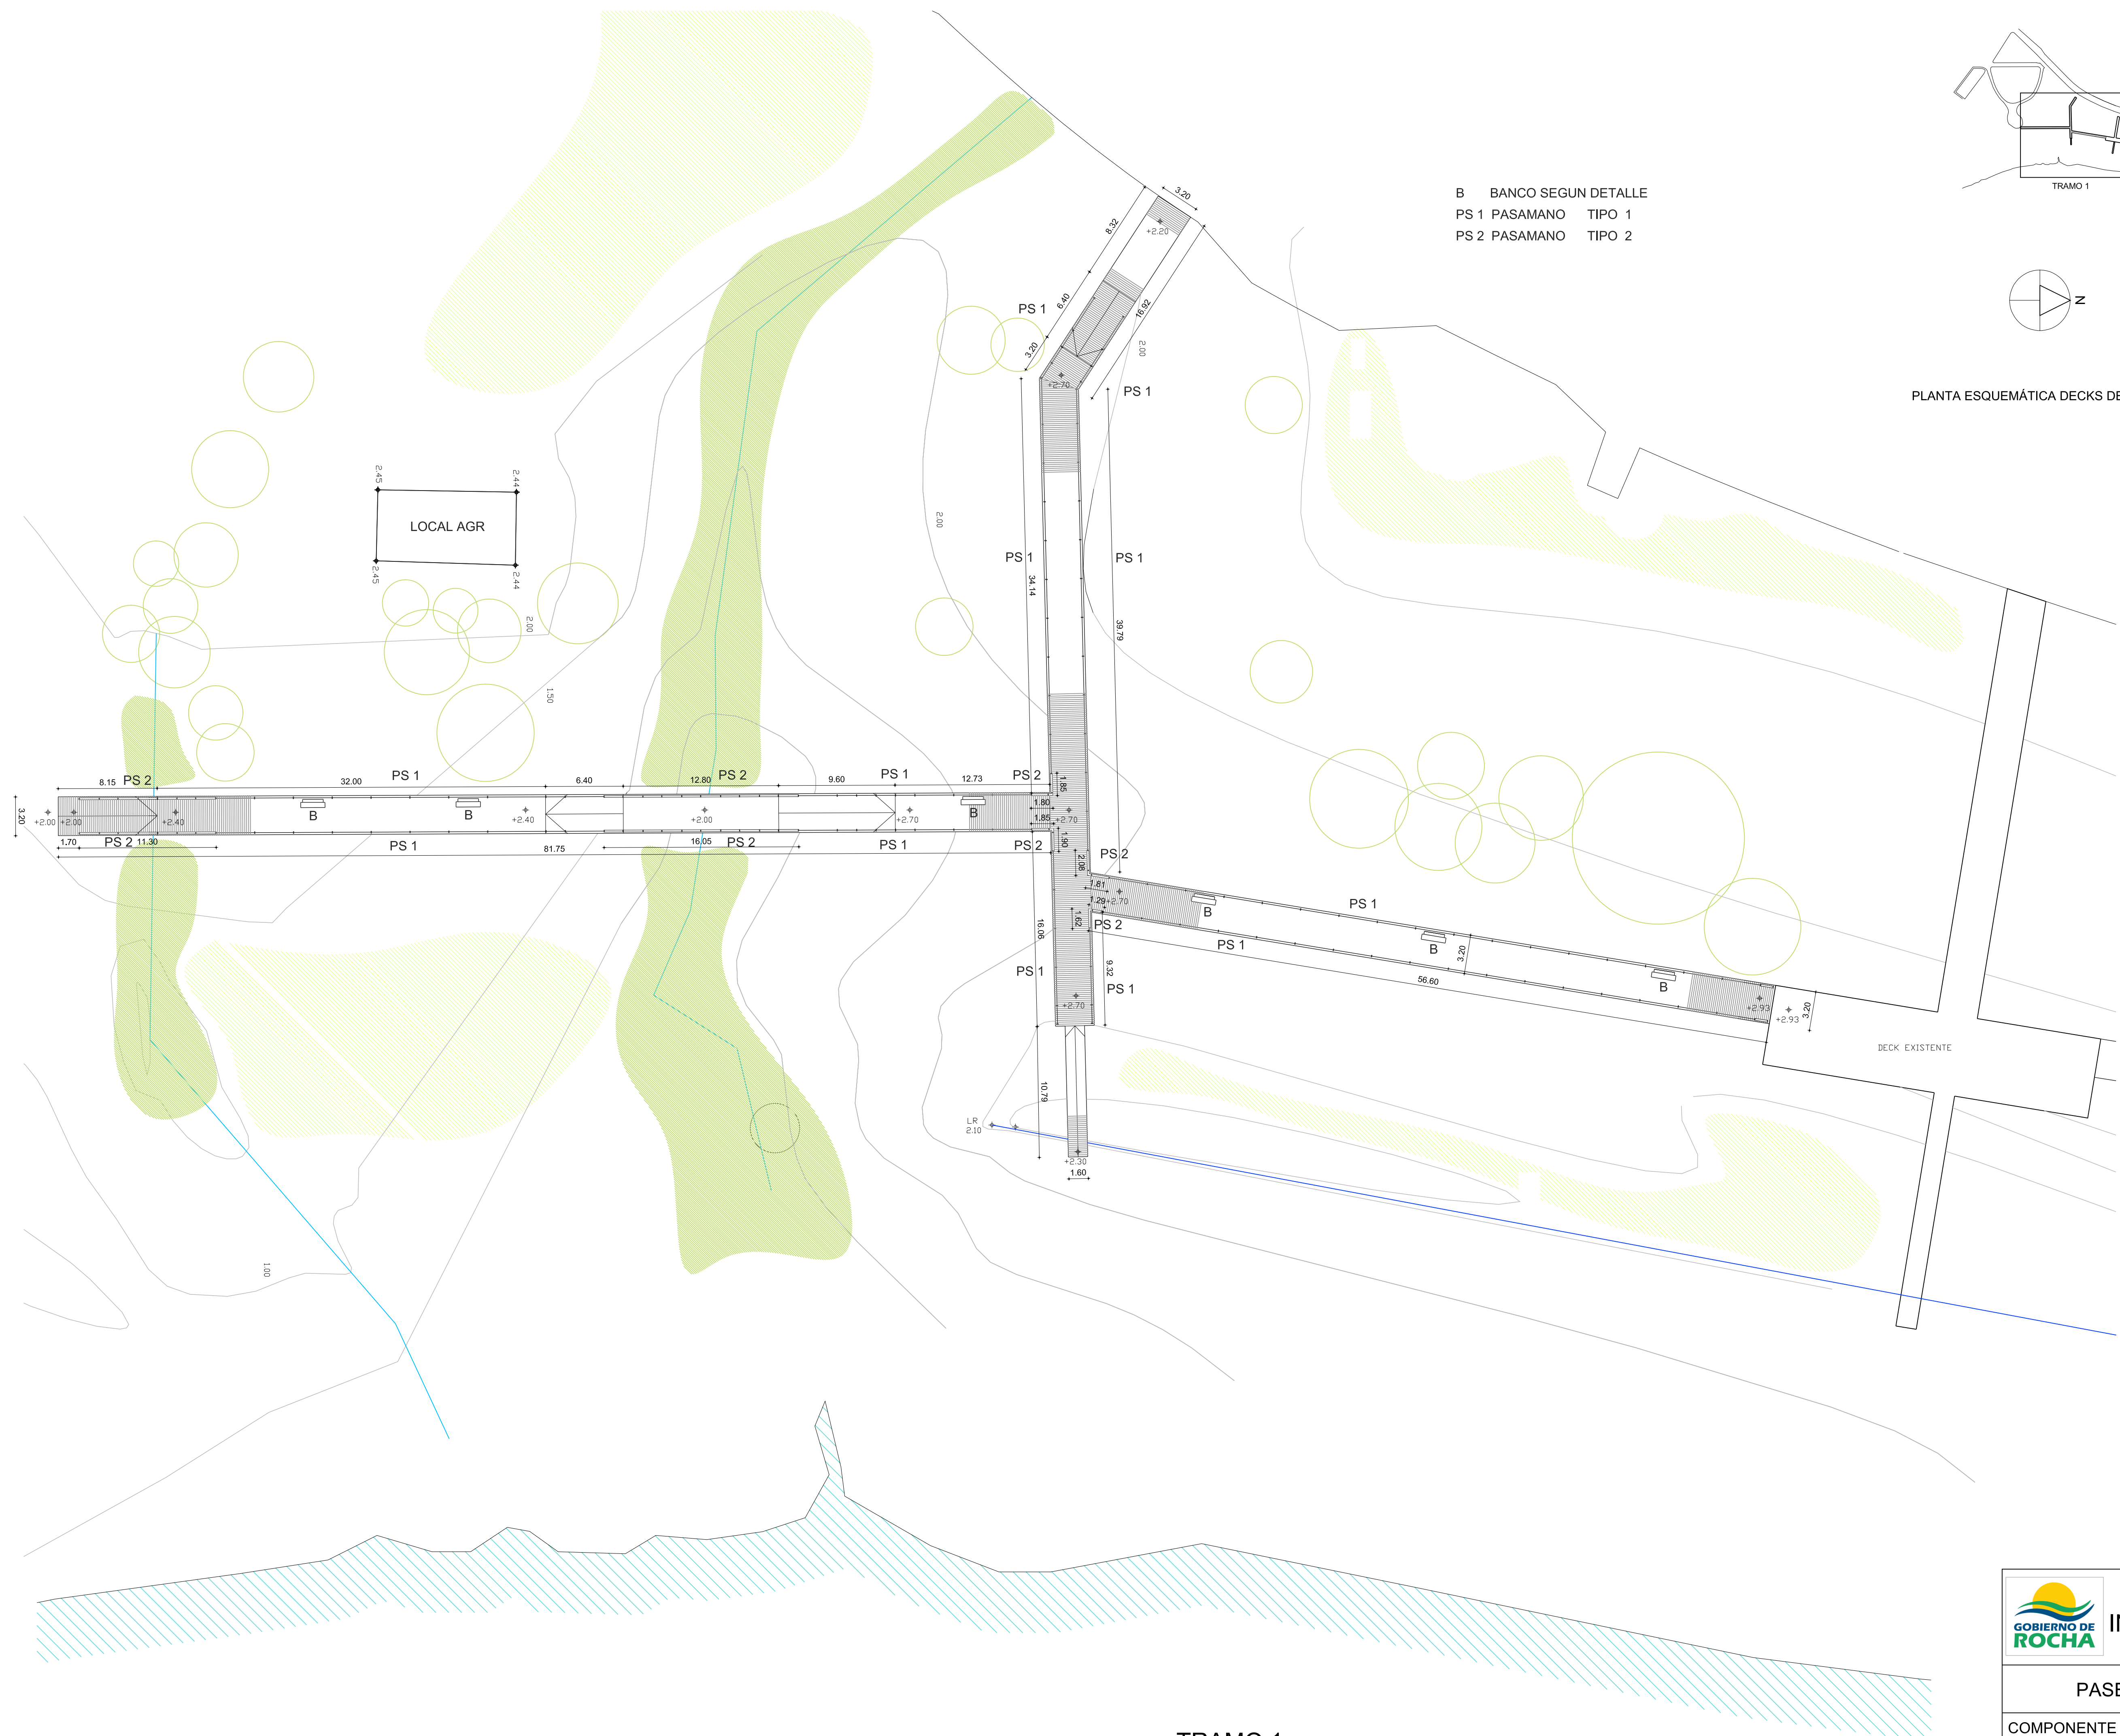 TRAMO 1
B BANCO SEGUN DETALLE
PS 1 PASAMANO TIPO 1
PS 2 PASAMANO TIPO 2
N
PLANTA ESQUEMÁTICA DECKS DE
3.20
8.32
+2.20
6.40
16.92
PS 1
3.20
2.00
+2.70
PS 1
2.45
2.44
LOCAL AGR
2.45
2.44
2.00
PS 1
PS 1
34.14
39.79
2.00
1.50
8.15
PS 2
32.00
PS 1
6.40
12.80
PS 2
9.60
PS 1
12.73
PS 2
1.85
3.20
+2.00
+2.00
+2.40
B
B
+2.40
+2.00
+2.70
B
1.80
1.85
+2.70
1.70
PS 2
11.30
PS 1
81.75
16.05
PS 2
PS 1
PS 2
1.90
2.08
PS 2
1.81
1.29
+2.70
1.62
PS 2
B
PS 1
B
3.20
B
PS 1
56.60
16.06
9.32
PS 1
PS 1
+2.70
+2.93
+2.93
3.20
DECK EXISTENTE
10.79
LR
2.10
+2.30
1.60
1.00
GOBIERNO DE
ROCHA
COMPONENTE
TRAMO 1